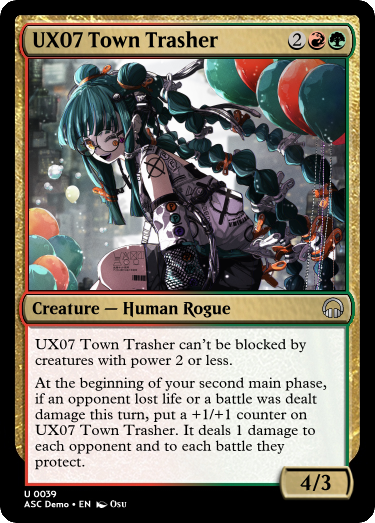 UX07 Town Trasher 2
Creature — Human Rogue
UX07 Town Trasher can't be blocked by
creatures with power 2 or less.
At the beginning of your second main phase,
if an opponent lost life or a battle was dealt
damage this turn, put a +1/+1 counter on
UX07 Town Trasher. It deals 1 damage to
each opponent and to each battle they
protect.
4/3
U 0039
ASC Demo • EN Osu